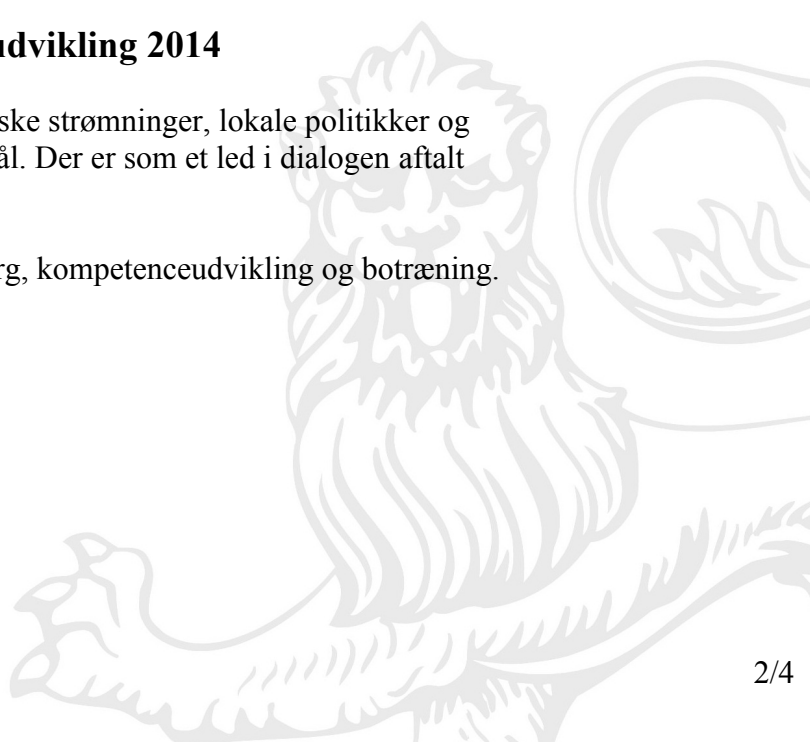 udvikling 2014
ske strømninger, lokale politikker og
ål. Der er som et led i dialogen aftalt
rg, kompetenceudvikling og botræning.
2/4